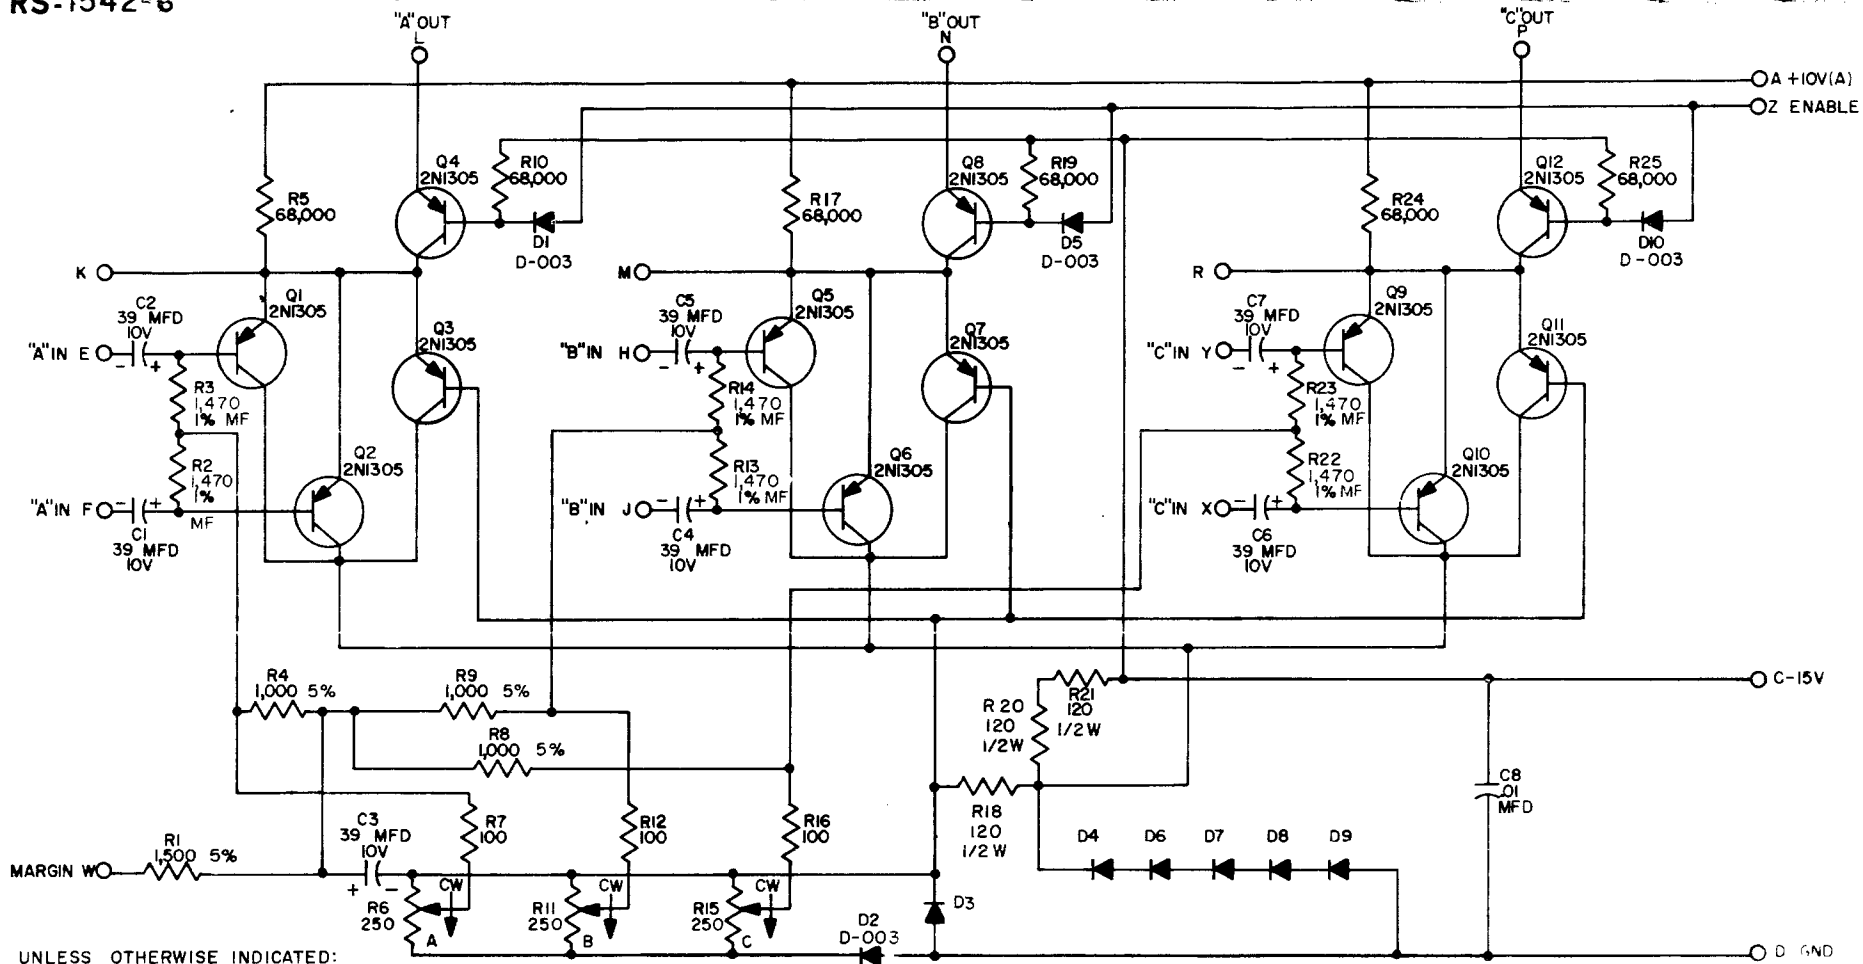 RS-1542-6
"A" OUT
L
"B" OUT
N
"C" OUT
P
A +10V(A)
Z ENABLE
Q4
2N1305
R10
68,000
R5
68,000
D1
D-003
Q8
2N1305
R19
68,000
R17
68,000
D5
D-003
Q12
2N1305
R25
68,000
R24
68,000
D10
D-003
K
M
R
C2
39 MFD
10V
Q1
2N1305
Q3
2N1305
"A" IN E
- +
R3
1,470
1% MF
R2
1,470
1%
MF
Q2
2N1305
"A" IN F
- +
C1
39 MFD
10V
C5
39 MFD
10V
Q5
2N1305
Q7
2N1305
"B" IN H
- +
R14
1,470
1% MF
R13
1,470
1% MF
Q6
2N1305
"B" IN J
- +
C4
39 MFD
10V
C7
39 MFD
10V
Q9
2N1305
Q11
2N1305
"C" IN Y
- +
R23
1,470
1% MF
R22
1,470
1% MF
Q10
2N1305
"C" IN X
- +
C6
39 MFD
10V
R4
1,000 5%
R9
1,000 5%
R8
1,000 5%
R21
120
1/2W
R20
120
1/2W
C-15V
R18
120
1/2W
C8
.01
MFD
R7
100
R12
100
R16
100
D4 D6 D7 D8 D9
MARGIN W
R1
1,500 5%
C3
39 MFD
10V
+ -
R6
250
CW
A
R11
250
CW
B
R15
250
CW
C
D2
D-003
D3
D GND
UNLESS OTHERWISE INDICATED: